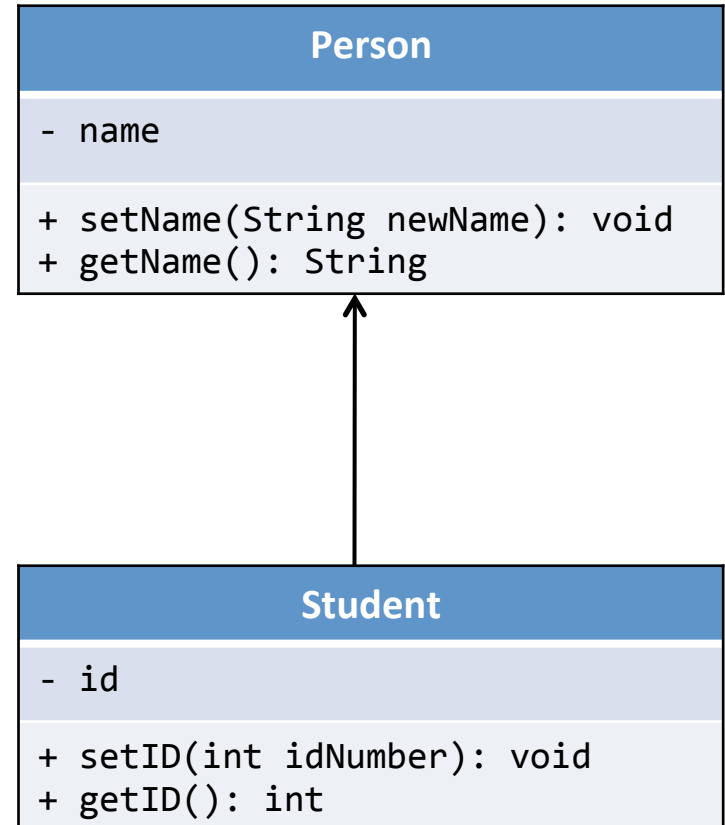 Person
- name
+ setName(String newName): void
+ getName(): String
Student
- id
+ setID(int idNumber): void
+ getID(): int